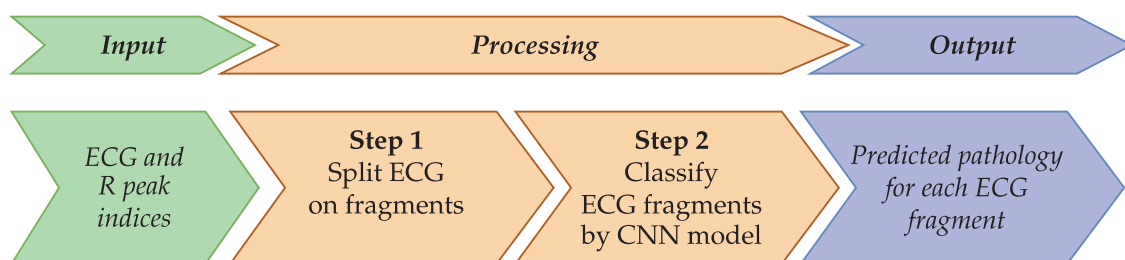 Input
Processing
Output
ECG and
R peak
indices
Step 1
Split ECG
on fragments
Step 2
Classify
ECG fragments
by CNN model
Predicted pathology
for each ECG
fragment